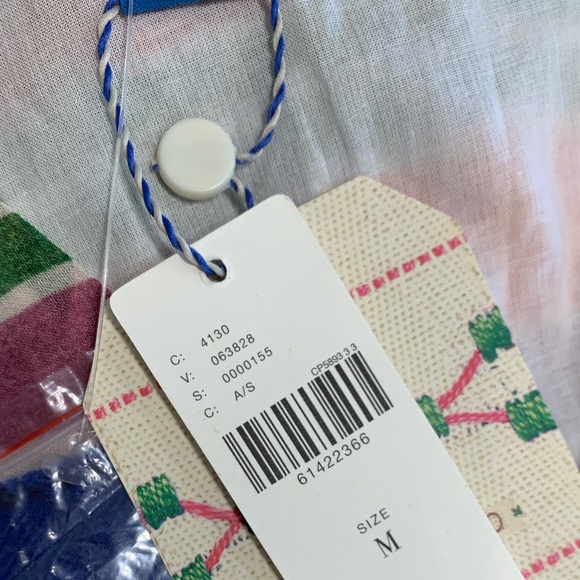 C: 4130
V: 063828
S: 0000155
C: A/S
CP5893 3.3
61422366
SIZE
M